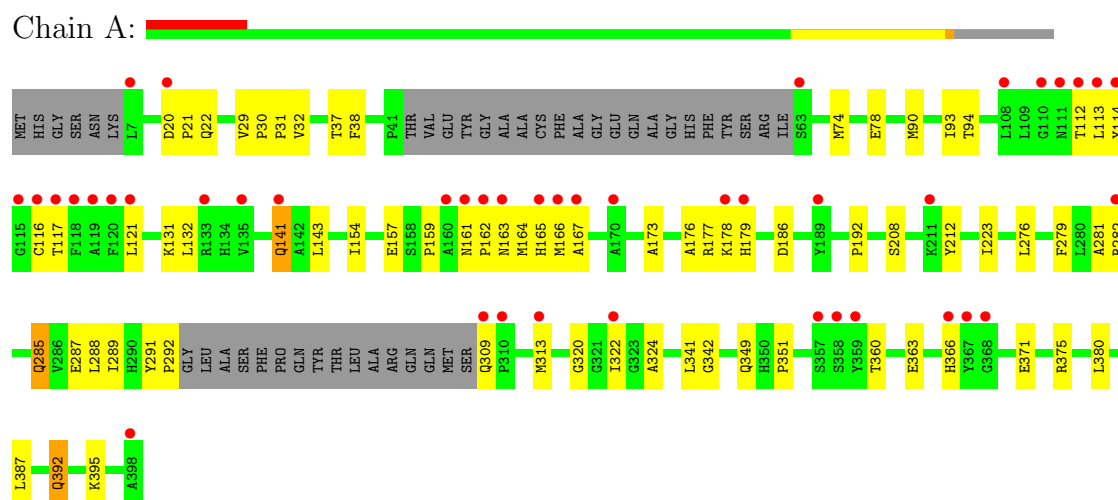 Chain A:
MET HIS GLY SER ASN LYS L7 D20 P21 Q22 V29 P30 P31 V32 T37 F38 P41 THR VAL GLU TYR GLY ALA ALA CYS PHE ALA GLY GLU GLN ALA GLY HIS PHE TYR SER ARG ILE S63 M74 E78 M90 I93 T94 L108 L109 G110 N111 T112 L113 Y114
G115 C116 T117 F118 A119 F120 L121 K131 L132 R133 H134 V135 Q141 A142 L143 I154 E157 S158 P159 A160 N161 P162 N163 M164 H165 M166 A167 A170 A173 A176 R177 K178 H179 D186 Y189 P192 S208 K211 Y212 I223 L276 F279 L280 A281 R282
Q285 V286 E287 L288 I289 H290 Y291 P292 GLY LEU ALA SER PHE PRO GLN TYR THR LEU ALA ARG GLN GLN MET SER Q309 P310 M313 G320 G321 I322 G323 A324 L341 G342 Q349 H350 P351 S357 S358 Y359 T360 E363 H366 Y367 G368 E371 R375 L380
L387 Q392 K395 A398